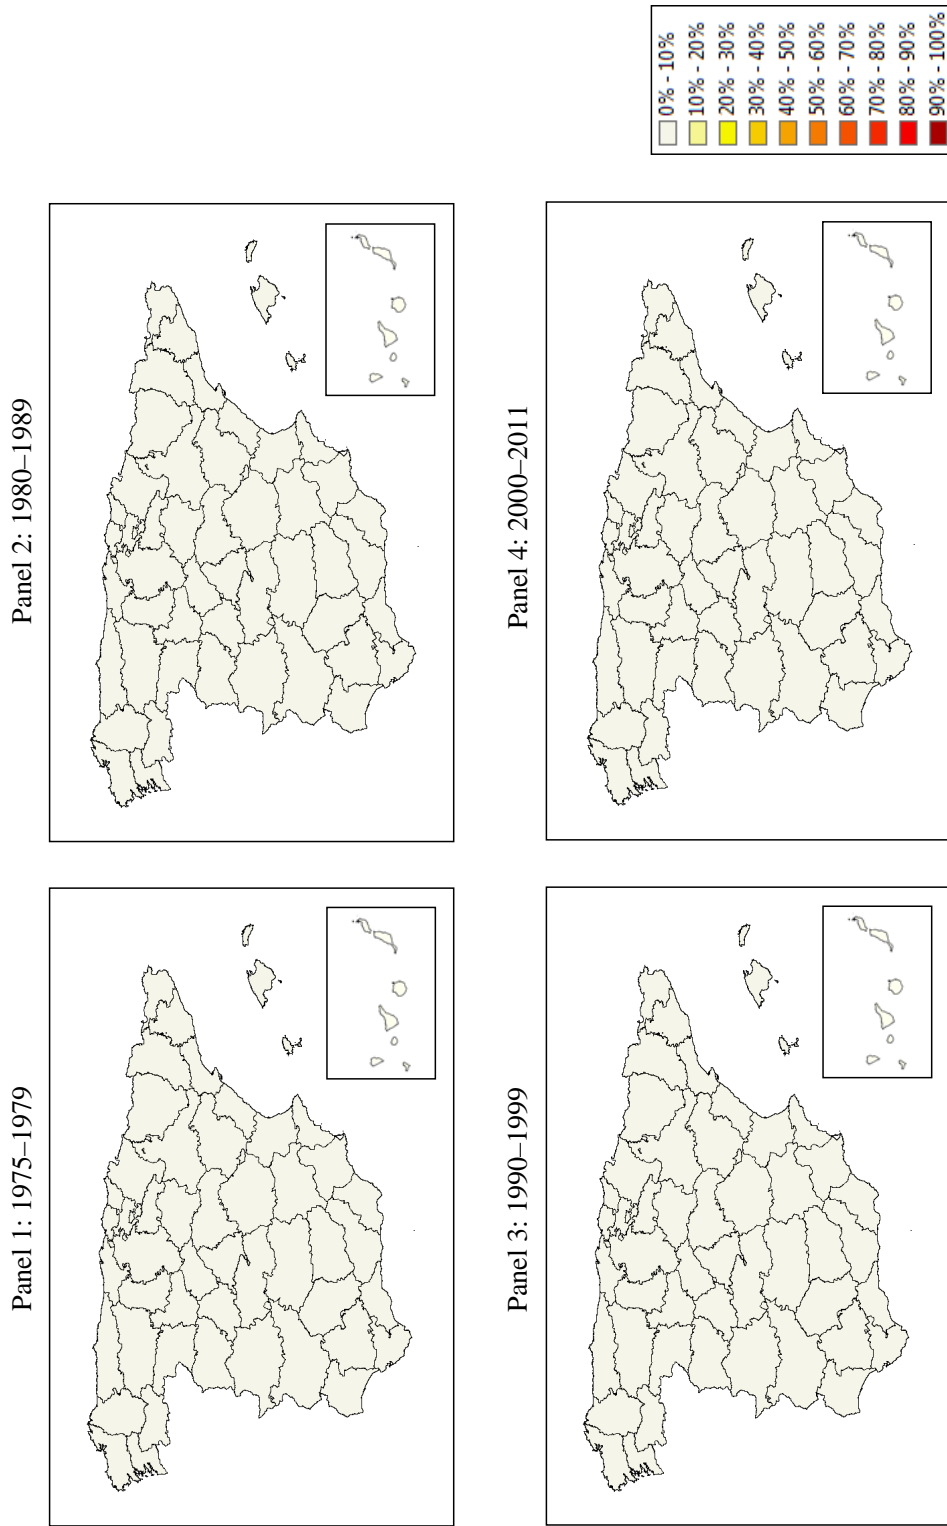 Panel 1: 1975–1979
Panel 2: 1980–1989
Panel 3: 1990–1999
Panel 4: 2000–2011
0% - 10%
10% - 20%
20% - 30%
30% - 40%
40% - 50%
50% - 60%
60% - 70%
70% - 80%
80% - 90%
90% - 100%